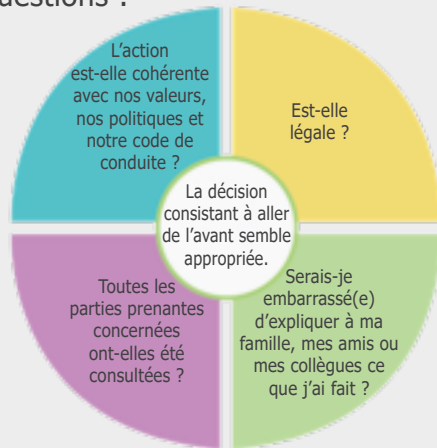 L'action
est-elle cohérente
avec nos valeurs,
nos politiques et
notre code de
conduite ?
Est-elle
légale ?
La décision
consistant à aller
de l'avant semble
appropriée.
Toutes les
parties prenantes
concernées
ont-elles été
consultées ?
Serais-je
embarrassé(e)
d'expliquer à ma
famille, mes amis ou
mes collègues ce
que j'ai fait ?